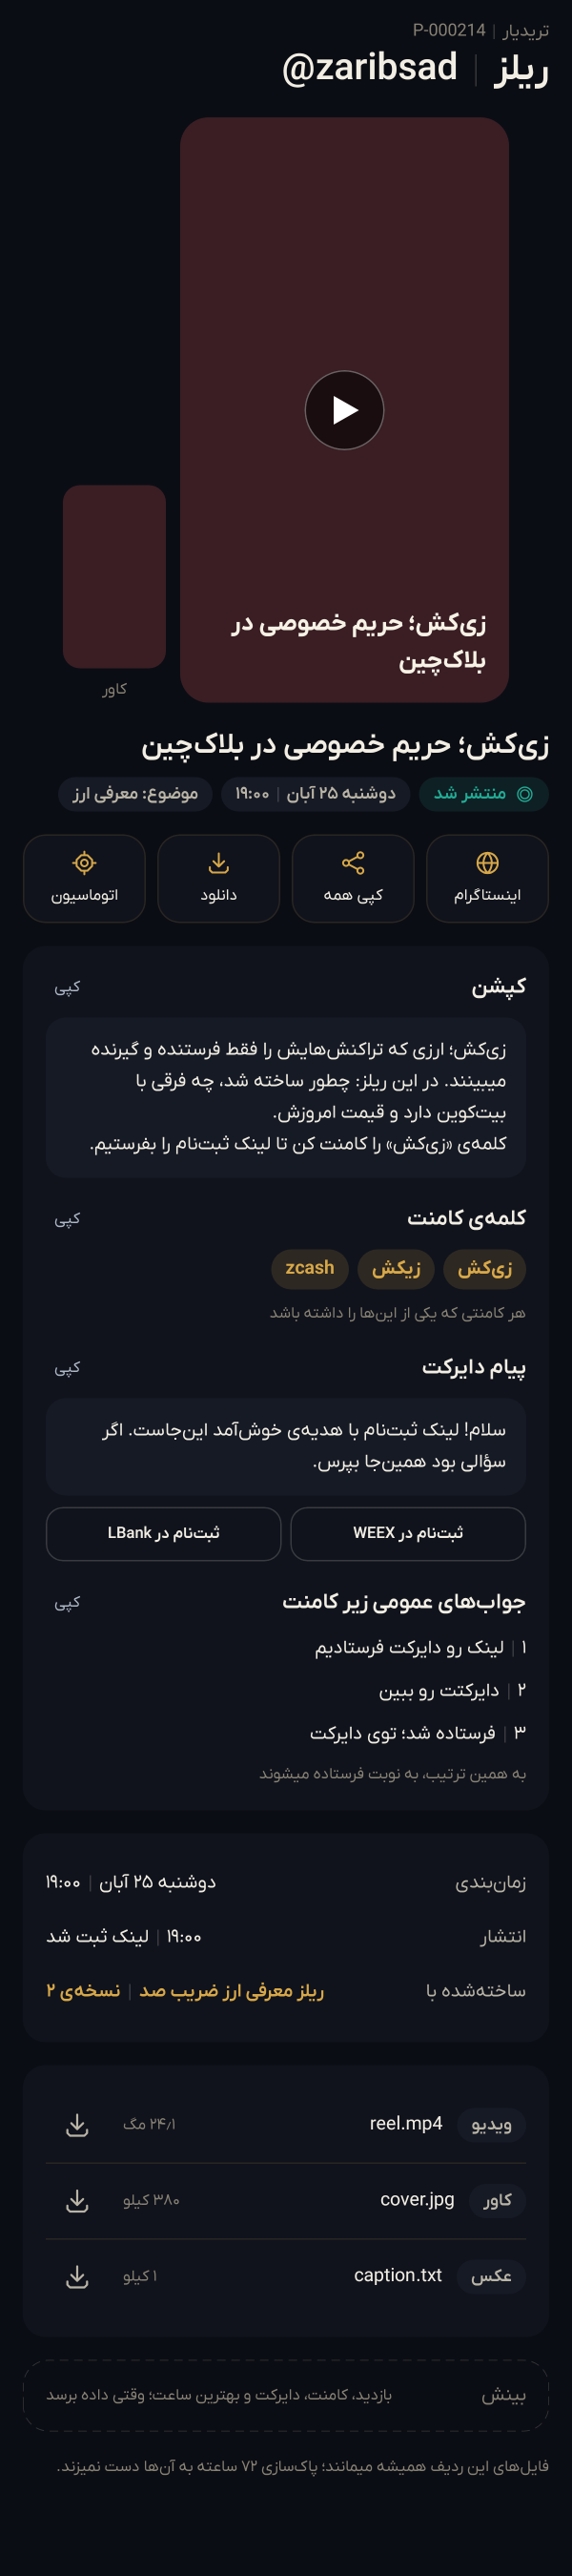 تریدیار | P-000214
ریلز | @zaribsad
زی‌کش؛ حریم خصوصی در
بلاک‌چین
کاور
زی‌کش؛ حریم خصوصی در بلاک‌چین
منتشر شد
دوشنبه ۲۵ آبان | ۱۹:۰۰
موضوع: معرفی ارز
اینستاگرام
کپی همه
دانلود
اتوماسیون
کپشن
کپی
زی‌کش؛ ارزی که تراکنش‌هایش را فقط فرستنده و گیرنده
میبینند. در این ریلز: چطور ساخته شد، چه فرقی با
بیت‌کوین دارد و قیمت امروزش.
کلمه‌ی «زی‌کش» را کامنت کن تا لینک ثبت‌نام را بفرستیم.
کلمه‌ی کامنت
کپی
زی‌کش
زیکش
zcash
هر کامنتی که یکی از این‌ها را داشته باشد
پیام دایرکت
کپی
سلام! لینک ثبت‌نام با هدیه‌ی خوش‌آمد این‌جاست. اگر
سؤالی بود همین‌جا بپرس.
ثبت‌نام در WEEX
ثبت‌نام در LBank
جواب‌های عمومی زیر کامنت
کپی
۱ | لینک رو دایرکت فرستادیم
۲ | دایرکتت رو ببین
۳ | فرستاده شد؛ توی دایرکت
به همین ترتیب، به نوبت فرستاده میشوند
زمان‌بندی
دوشنبه ۲۵ آبان | ۱۹:۰۰
انتشار
۱۹:۰۰ | لینک ثبت شد
ساخته‌شده با
ریلز معرفی ارز ضریب صد | نسخه‌ی ۲
ویدیو
reel.mp4
۲۴٫۱ مگ
کاور
cover.jpg
۳۸۰ کیلو
عکس
caption.txt
۱ کیلو
بینش
بازدید، کامنت، دایرکت و بهترین ساعت؛ وقتی داده برسد
فایل‌های این ردیف همیشه میمانند؛ پاک‌سازی ۷۲ ساعته به آن‌ها دست نمیزند.